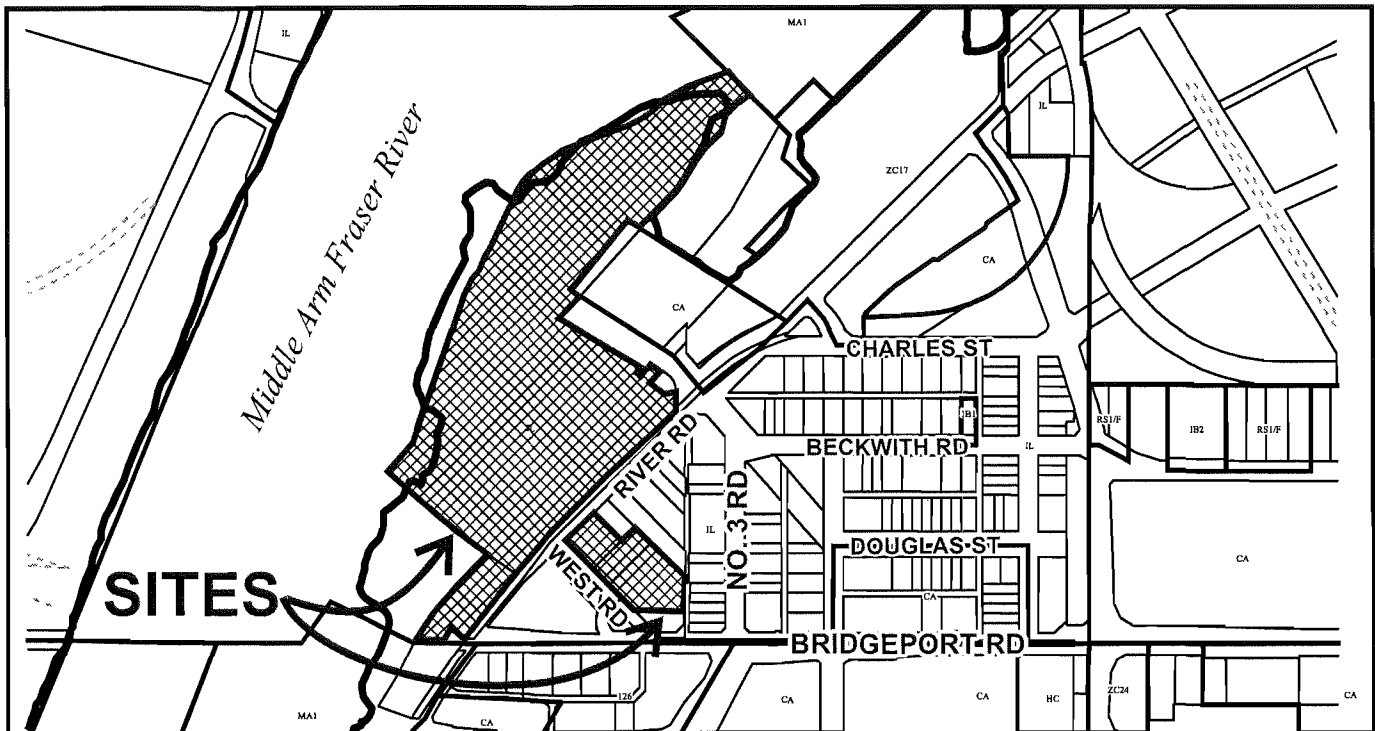 IL
MA1
IL
Middle Arm Fraser River
ZC17
CA
CA
CHARLES ST
RS1/F
IB2
RS1/F
IB1
RIVER RD
BECKWITH RD
IL
IL
NO. 3 RD
DOUGLAS ST
WEST RD
CA
CA
SITES
BRIDGEPORT RD
126
MA1
CA
CA
CA
HC
ZC24
CA